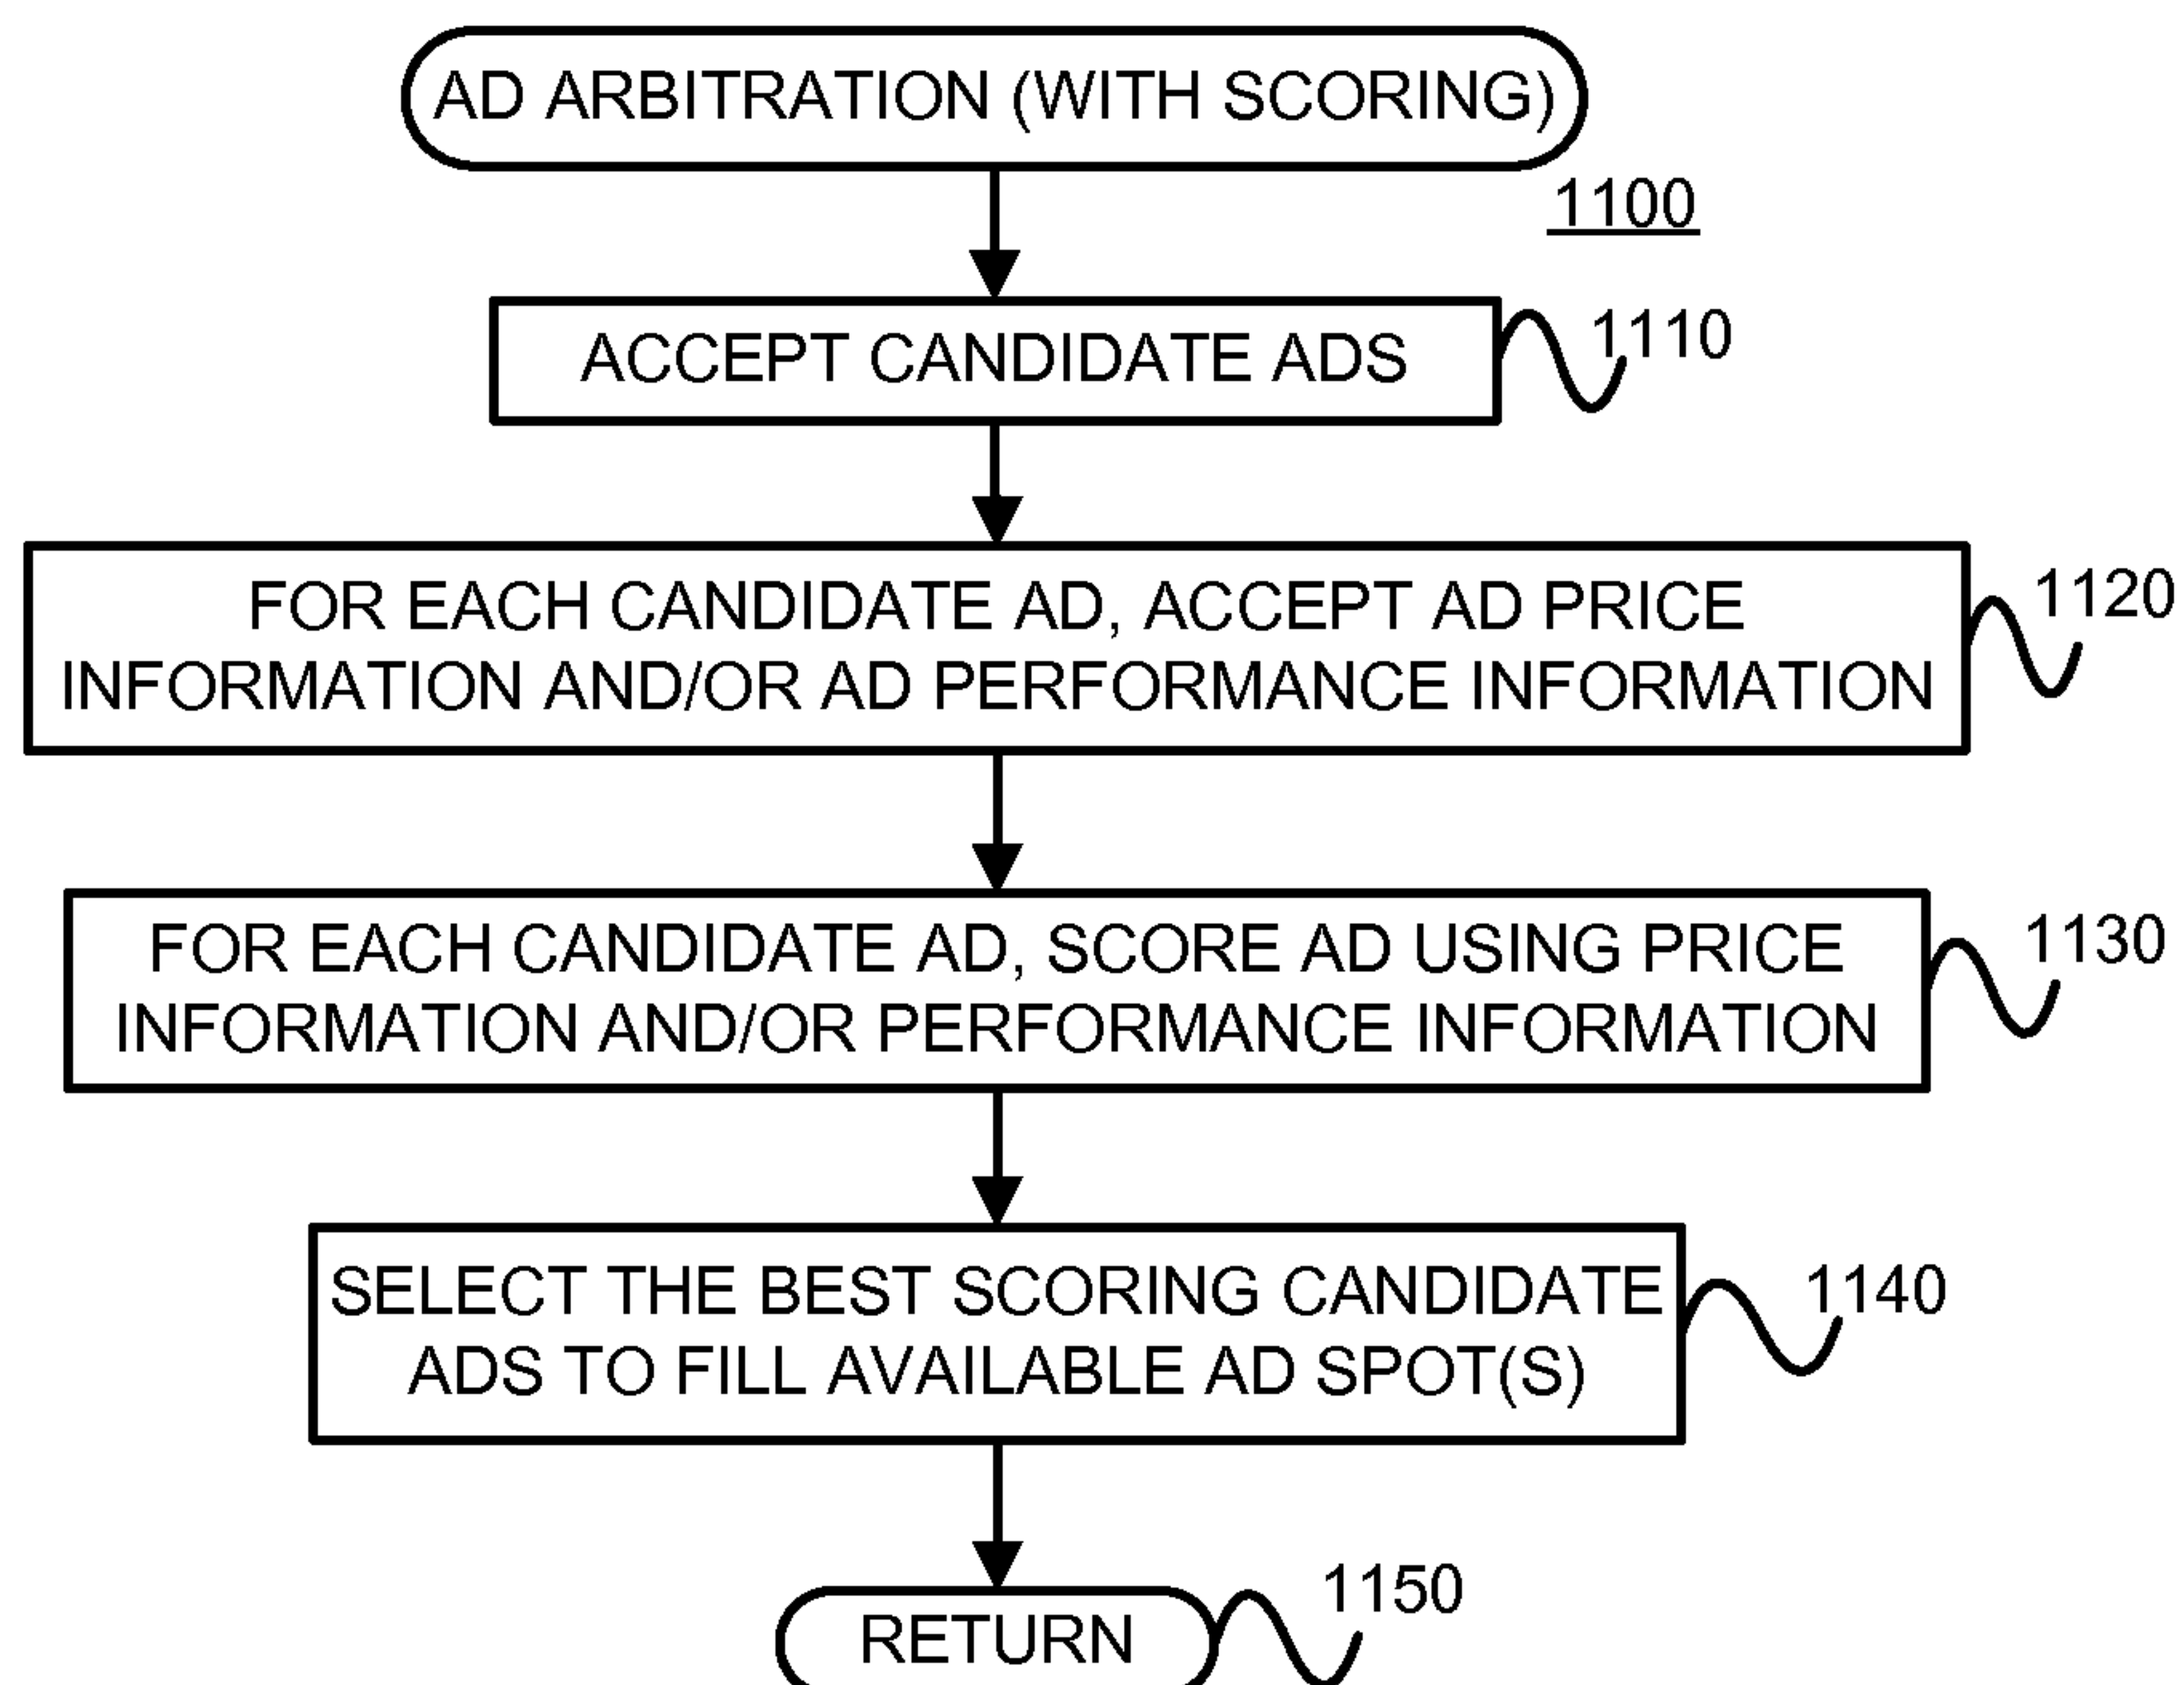 AD ARBITRATION (WITH SCORING)
1100
ACCEPT CANDIDATE ADS
1110
FOR EACH CANDIDATE AD, ACCEPT AD PRICE
INFORMATION AND/OR AD PERFORMANCE INFORMATION
1120
FOR EACH CANDIDATE AD, SCORE AD USING PRICE
INFORMATION AND/OR PERFORMANCE INFORMATION
1130
SELECT THE BEST SCORING CANDIDATE
ADS TO FILL AVAILABLE AD SPOT(S)
1140
RETURN
1150